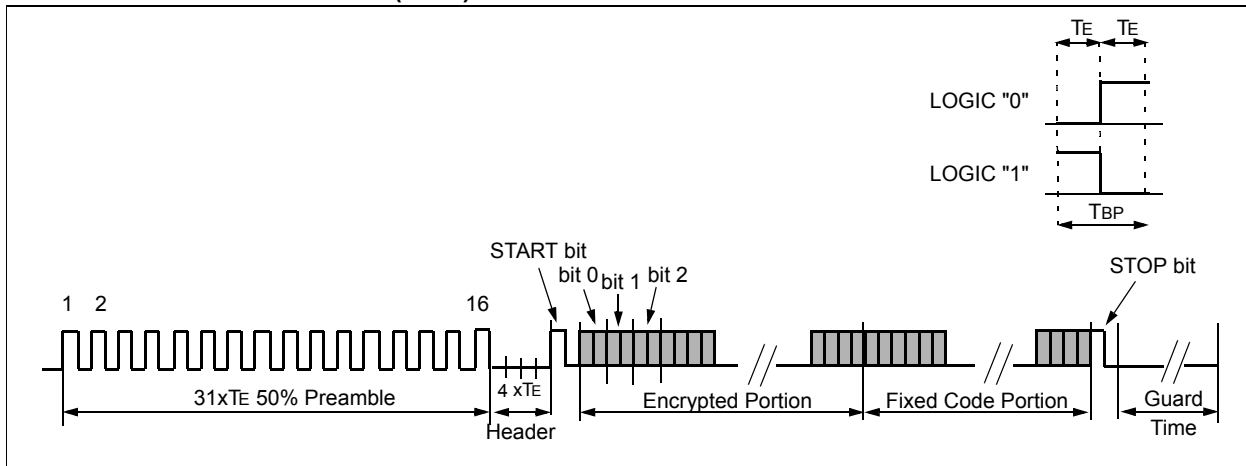 TE TE
LOGIC "0"
LOGIC "1"
TBP
START bit
bit 0 bit 1 bit 2
STOP bit
1 2 16
4 xTE
31xTE 50% Preamble
Header
Encrypted Portion
Fixed Code Portion
Guard
Time